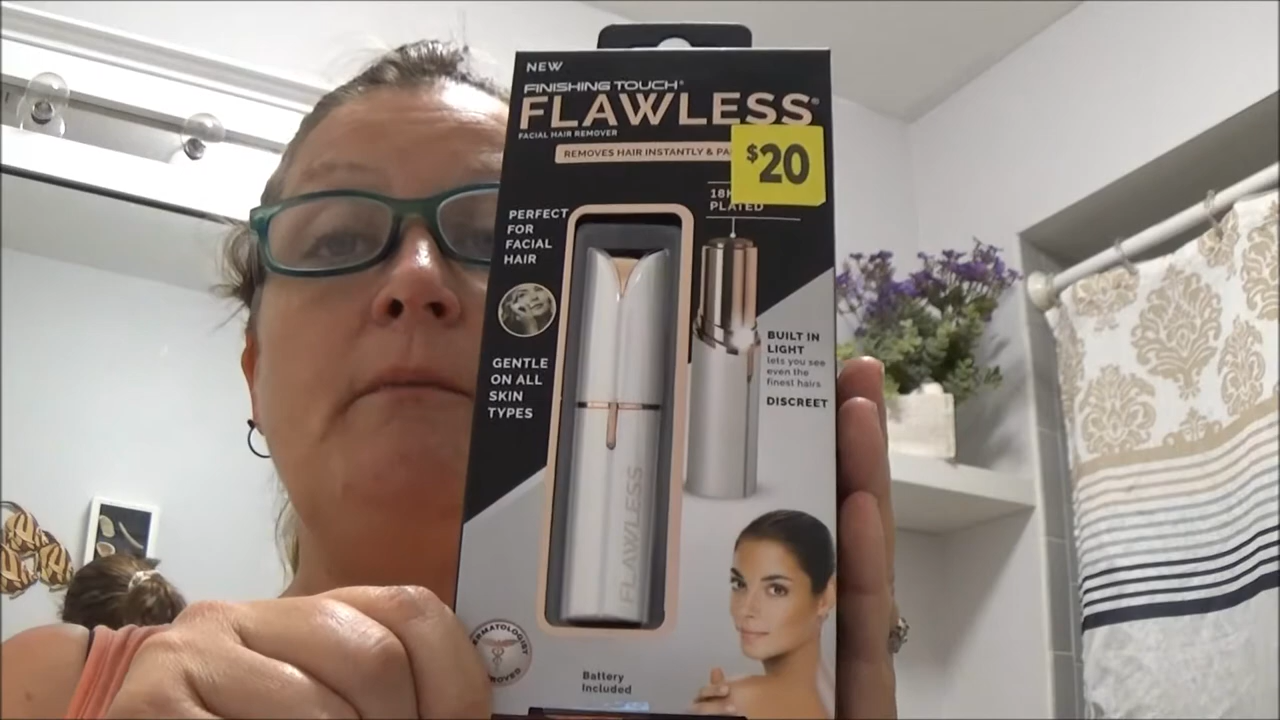 NEW
FINISHING TOUCH®
FLAWLESS®
FACIAL HAIR REMOVER
REMOVES HAIR INSTANTLY &
$20
PLATED
PERFECT
FOR
FACIAL
HAIR
GENTLE
ON ALL
SKIN
TYPES
BUILT IN
LIGHT
lets you see
even the
finest hairs
DISCREET
FLAWLESS
Battery
Included